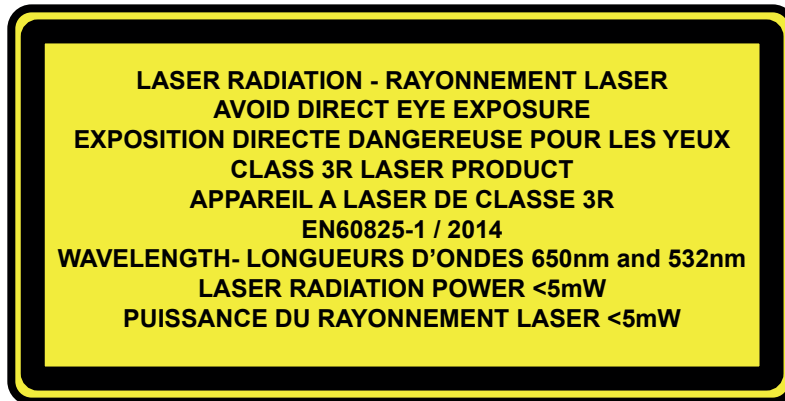 LASER RADIATION - RAYONNEMENT LASER
AVOID DIRECT EYE EXPOSURE
EXPOSITION DIRECTE DANGEREUSE POUR LES YEUX
CLASS 3R LASER PRODUCT
APPAREIL A LASER DE CLASSE 3R
EN60825-1 / 2014
WAVELENGTH- LONGUEURS D'ONDES 650nm and 532nm
LASER RADIATION POWER <5mW
PUISSANCE DU RAYONNEMENT LASER <5mW